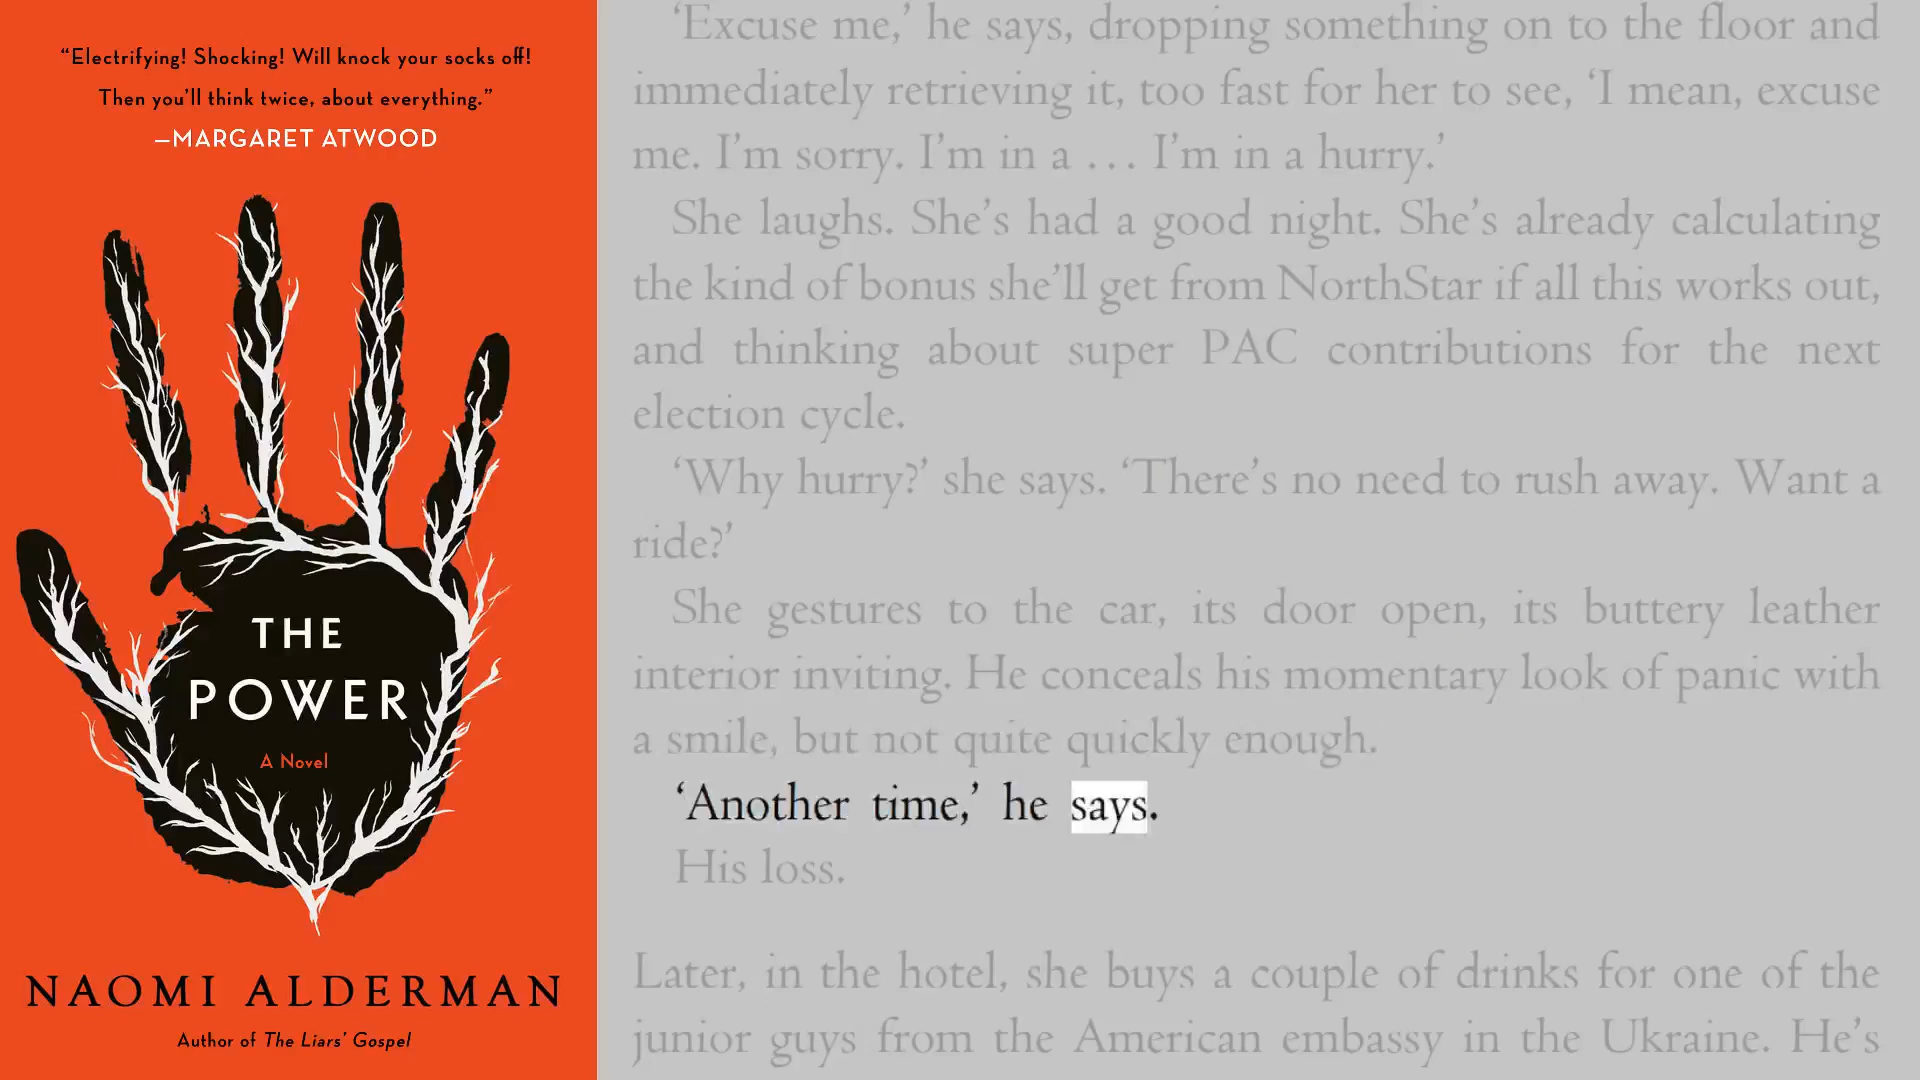 “Electrifying! Shocking! Will knock your socks off!
Then you’ll think twice, about everything.”
—MARGARET ATWOOD
THE
POWER
A Novel
NAOMI ALDERMAN
Author of The Liars’ Gospel
‘Excuse me,’ he says, dropping something on to the floor and
immediately retrieving it, too fast for her to see, ‘I mean, excuse
me. I’m sorry. I’m in a … I’m in a hurry.’
She laughs. She’s had a good night. She’s already calculating
the kind of bonus she’ll get from NorthStar if all this works out,
and thinking about super PAC contributions for the next
election cycle.
‘Why hurry?’ she says. ‘There’s no need to rush away. Want a
ride?’
She gestures to the car, its door open, its buttery leather
interior inviting. He conceals his momentary look of panic with
a smile, but not quite quickly enough.
‘Another time,’ he says.
His loss.
Later, in the hotel, she buys a couple of drinks for one of the
junior guys from the American embassy in the Ukraine. He’s